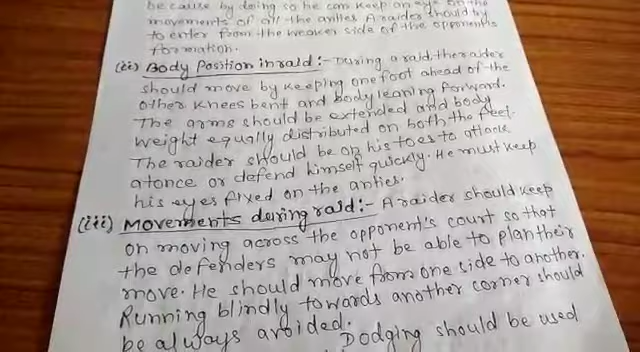 because by doing so he can keep an eye on the
movements of all the anties A raider should try
to enter from the weaker side of the opponents
formation.
(ii) Body Position in raid :- During a raid, the raider
should move by keeping one foot ahead of the
other knees bent and body leaning forward.
The arms should be extended and body
weight equally distributed on both the feet.
The raider should be on his toes to attack
atonce or defend himself quickly. He must keep
his eyes fixed on the anties.
(iii) Movements during raid :- A raider should keep
on moving across the opponent's court so that
the defenders may not be able to plan their
move. He should move from one side to another.
Running blindly towards another corner should
be always avoided. Dodging should be used